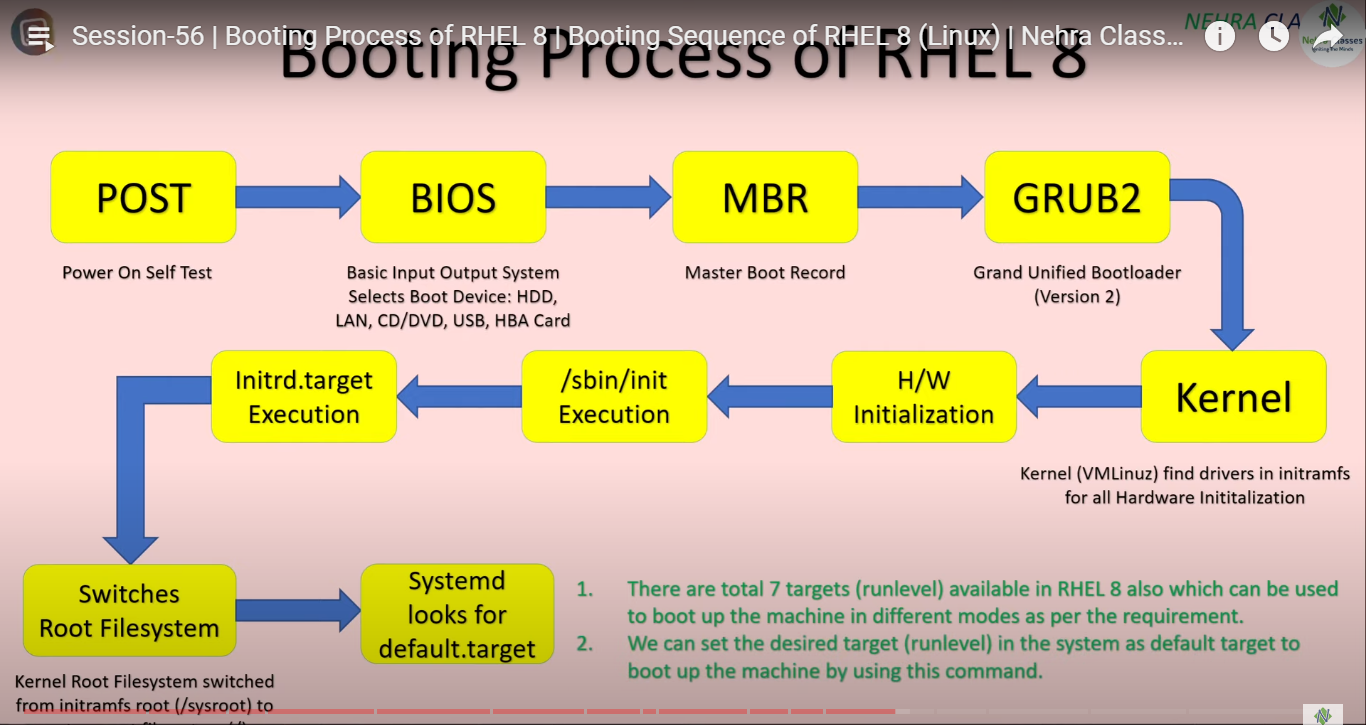 Session-56 | Booting Process of RHEL 8 | Booting Sequence of RHEL 8 (Linux) | Nehra Class...
NEHRA CLA
Nehra Classes
Igniting The Minds
Booting Process of RHEL 8
POST
BIOS
MBR
GRUB2
Power On Self Test
Basic Input Output System
Selects Boot Device: HDD,
LAN, CD/DVD, USB, HBA Card
Master Boot Record
Grand Unified Bootloader
(Version 2)
Initrd.target
Execution
/sbin/init
Execution
H/W
Initialization
Kernel
Kernel (VMLinuz) find drivers in initramfs
for all Hardware Inititalization
Switches
Root Filesystem
Systemd
looks for
default.target
1. There are total 7 targets (runlevel) available in RHEL 8 also which can be used
to boot up the machine in different modes as per the requirement.
2. We can set the desired target (runlevel) in the system as default target to
boot up the machine by using this command.
Kernel Root Filesystem switched
from initramfs root (/sysroot) to